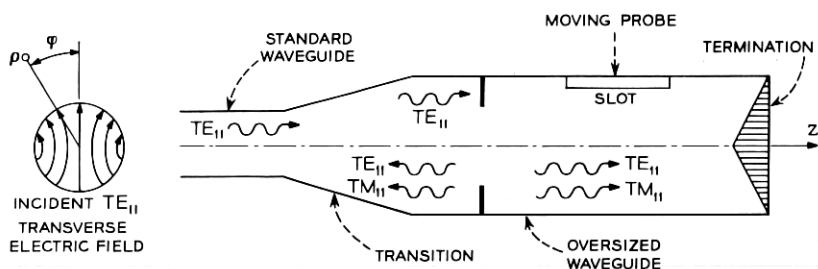 φ
ρ
INCIDENT TE₁₁
TRANSVERSE
ELECTRIC FIELD
STANDARD
WAVEGUIDE
TE₁₁
TRANSITION
TE₁₁
TE₁₁
TM₁₁
TE₁₁
TM₁₁
MOVING PROBE
SLOT
TERMINATION
Z
OVERSIZED
WAVEGUIDE